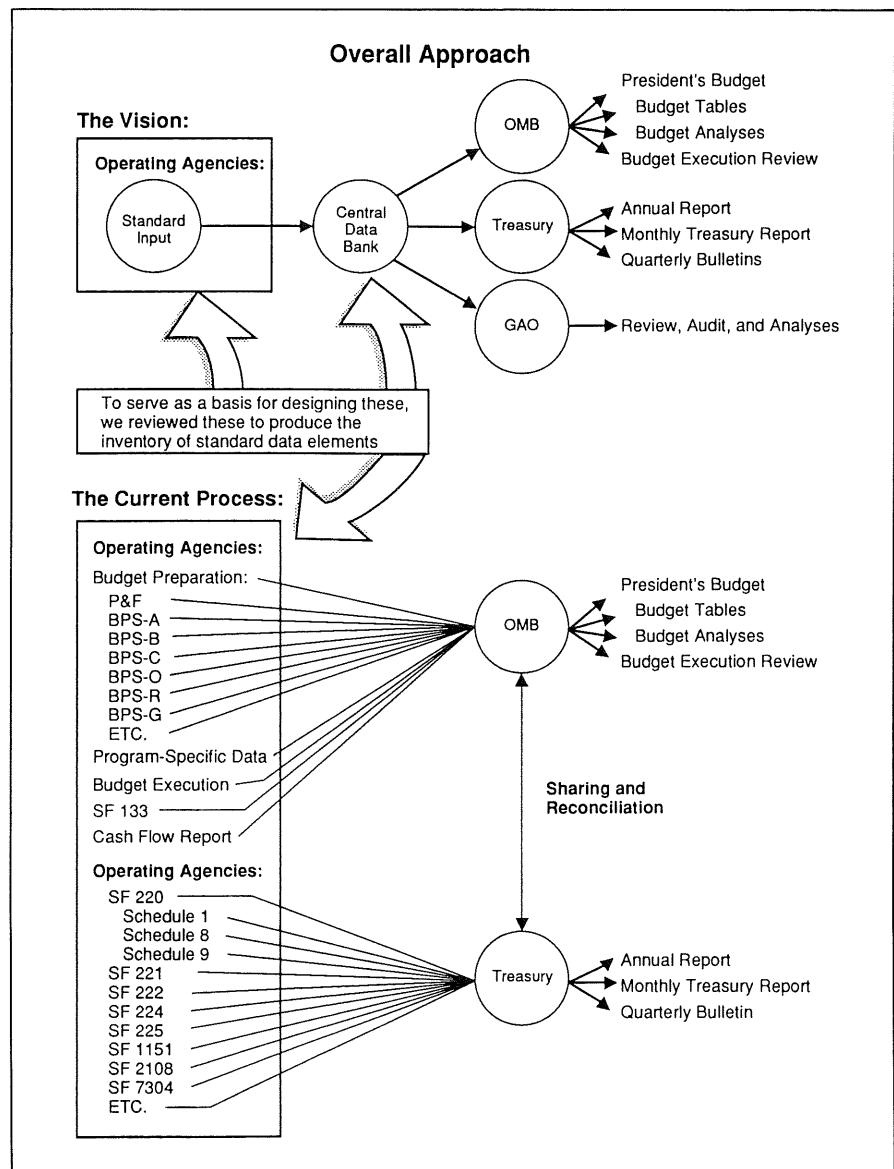 Overall Approach
The Vision:
Operating Agencies:
Standard
Input
Central
Data
Bank
OMB
President's Budget
Budget Tables
Budget Analyses
Budget Execution Review
Treasury
Annual Report
Monthly Treasury Report
Quarterly Bulletins
GAO
Review, Audit, and Analyses
To serve as a basis for designing these,
we reviewed these to produce the
inventory of standard data elements
The Current Process:
Operating Agencies:
Budget Preparation:
P&F
BPS-A
BPS-B
BPS-C
BPS-O
BPS-R
BPS-G
ETC.
Program-Specific Data
Budget Execution
SF 133
Cash Flow Report
OMB
President's Budget
Budget Tables
Budget Analyses
Budget Execution Review
Sharing and
Reconciliation
Operating Agencies:
SF 220
Schedule 1
Schedule 8
Schedule 9
SF 221
SF 222
SF 224
SF 225
SF 1151
SF 2108
SF 7304
ETC.
Treasury
Annual Report
Monthly Treasury Report
Quarterly Bulletin